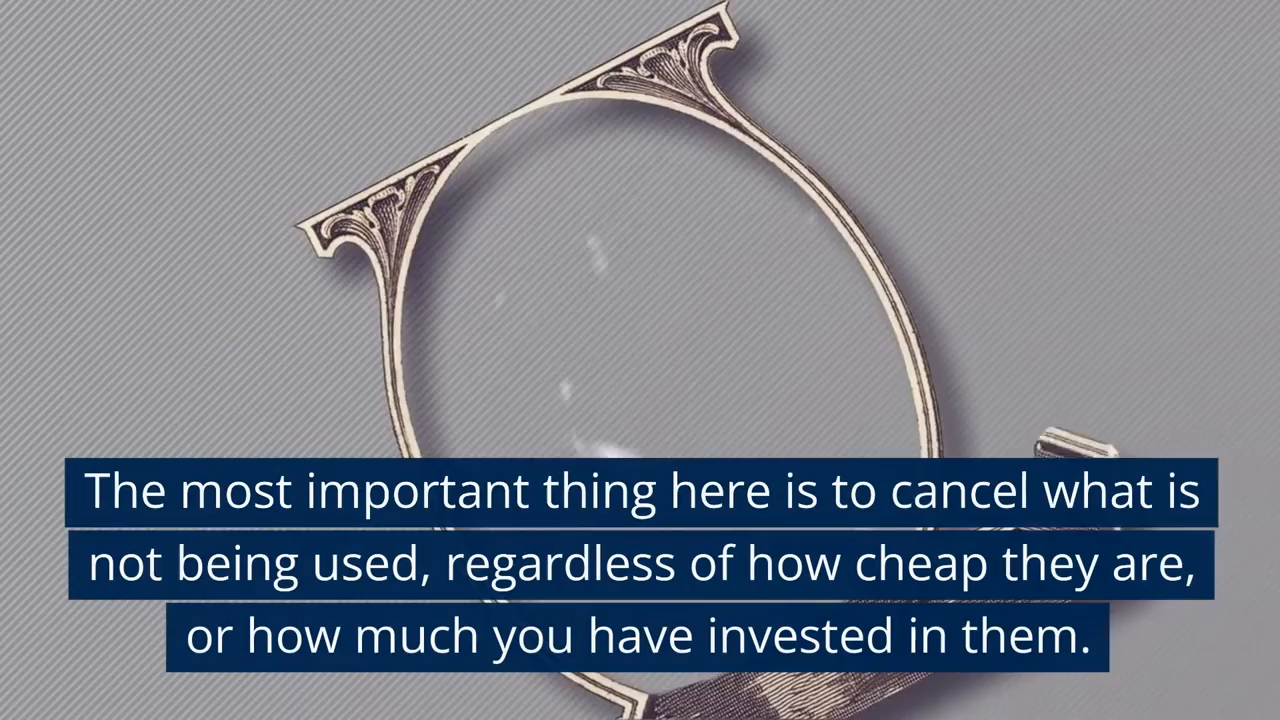 The most important thing here is to cancel what is
not being used, regardless of how cheap they are,
or how much you have invested in them.